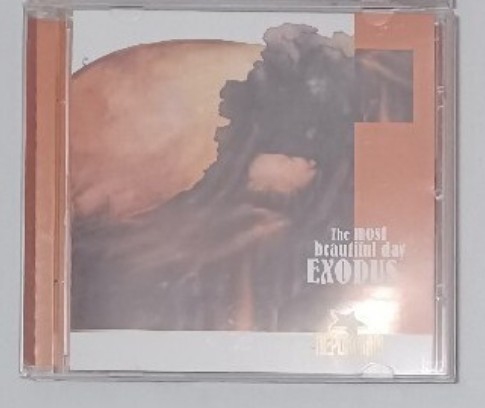 The most
beautiful day
EXODUS